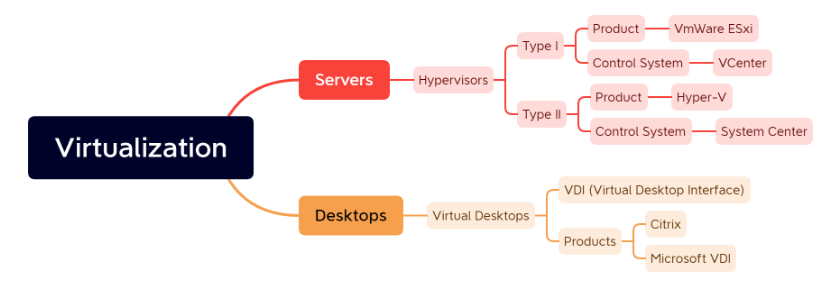 Virtualization
Servers
Hypervisors
Type I
Product
VmWare ESxi
Control System
VCenter
Type II
Product
Hyper-V
Control System
System Center
Desktops
Virtual Desktops
VDI (Virtual Desktop Interface)
Products
Citrix
Microsoft VDI